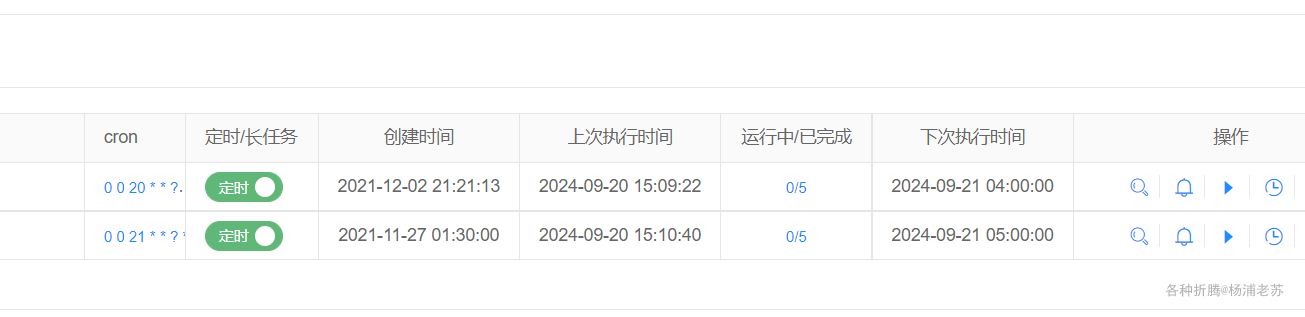 cron 定时/长任务 创建时间 上次执行时间 运行中/已完成 下次执行时间 操作
0 0 20 * * ?. 定时 2021-12-02 21:21:13 2024-09-20 15:09:22 0/5 2024-09-21 04:00:00
0 0 21 * * ? * 定时 2021-11-27 01:30:00 2024-09-20 15:10:40 0/5 2024-09-21 05:00:00
各种折腾@杨浦老苏